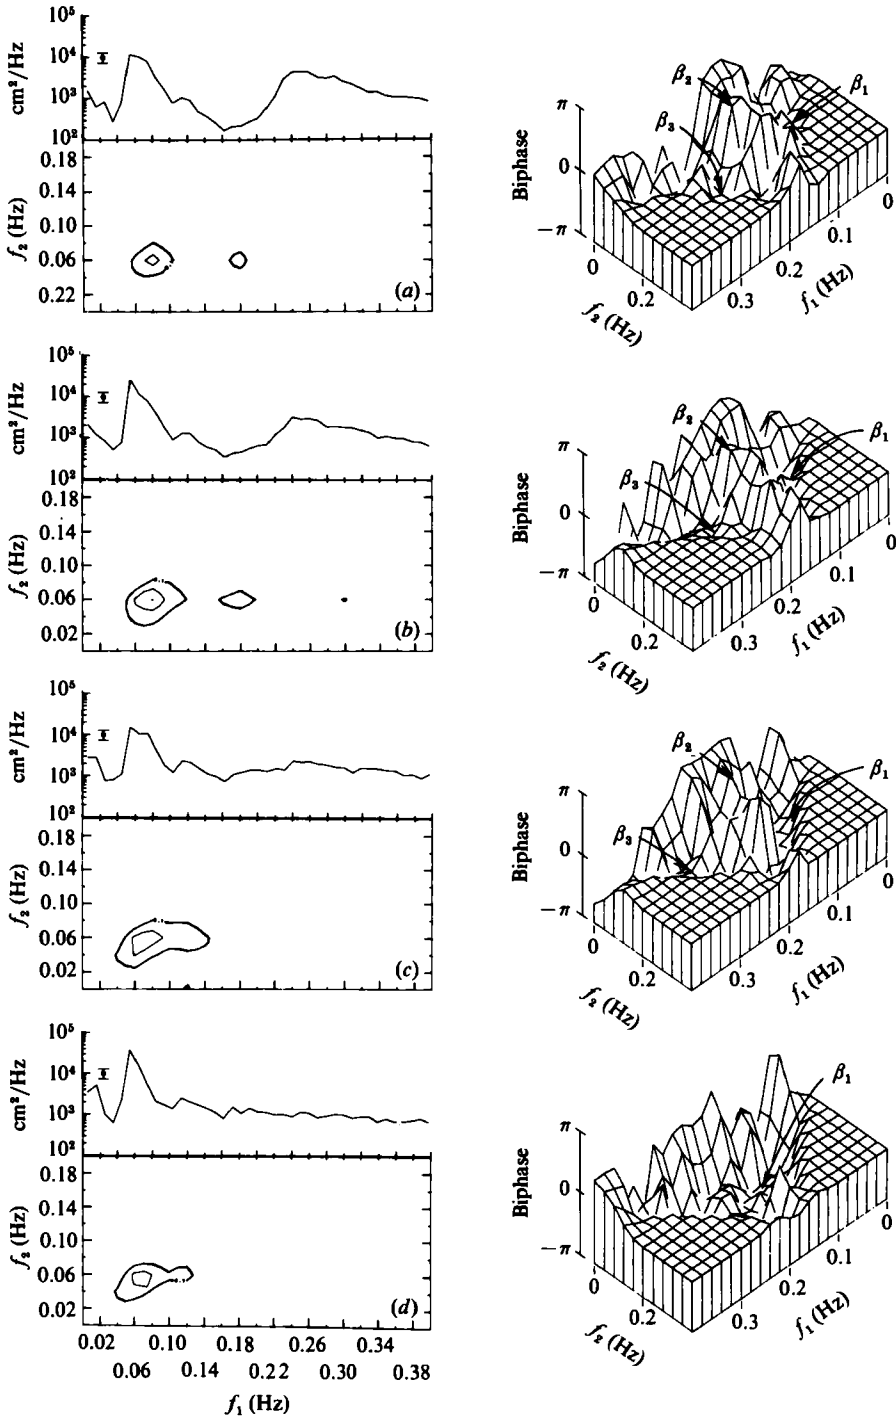 10⁵
10⁴
10³
10²
cm²/Hz
0.18
0.14
0.10
0.06
0.22
f₂ (Hz)
(a)
β₂
β₁
β₃
π
0
−π
Biphase
0
0.2
f₂ (Hz)
0.3
0.2
0.1
0
f₁ (Hz)
10⁵
10⁴
10³
10²
cm²/Hz
0.18
0.14
0.10
0.06
0.02
f₂ (Hz)
(b)
β₂
β₁
β₃
π
0
−π
Biphase
0
0.2
f₂ (Hz)
0.3
0.2
0.1
0
f₁ (Hz)
10⁵
10⁴
10³
10²
cm²/Hz
0.18
0.14
0.10
0.06
0.02
f₂ (Hz)
(c)
β₂
β₁
β₃
π
0
−π
Biphase
0
0.2
f₂ (Hz)
0.3
0.2
0.1
0
f₁ (Hz)
10⁵
10⁴
10³
10²
cm²/Hz
0.18
0.14
0.10
0.06
0.02
f₂ (Hz)
(d)
0.02 0.10 0.18 0.26 0.34
0.06 0.14 0.22 0.30 0.38
f₁ (Hz)
β₁
π
0
−π
Biphase
0
0.2
f₂ (Hz)
0.3
0.2
0.1
0
f₁ (Hz)